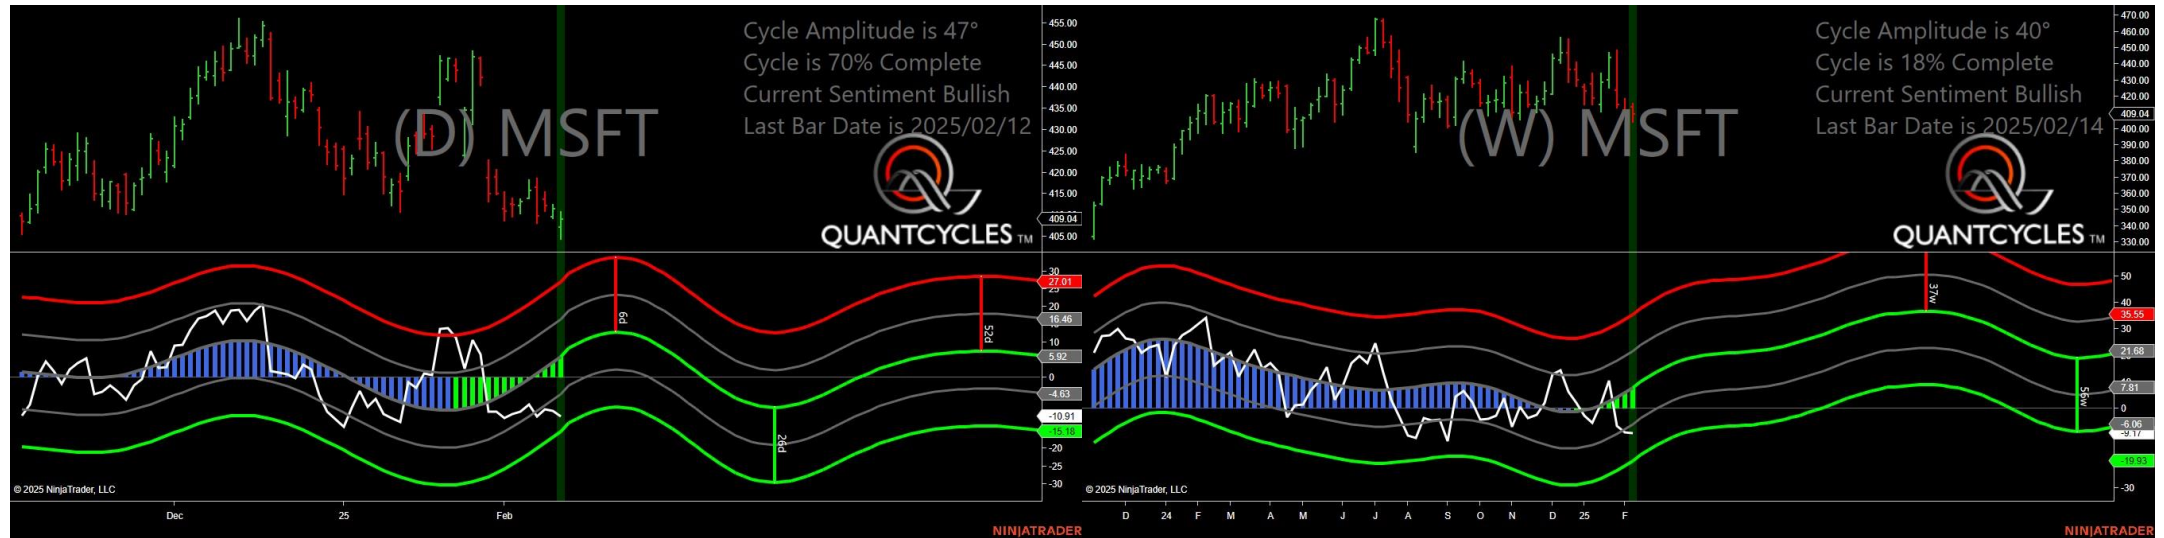 Cycle Amplitude is 47°
Cycle is 70% Complete
Current Sentiment Bullish
Last Bar Date is 2025/02/12
(D) MSFT
QUANTCYCLES TM
455.00
450.00
445.00
440.00
435.00
430.00
425.00
420.00
415.00
409.04
405.00
30
27.01
25
20
16.46
10
5.92
0
-4.63
-10.91
-15.18
-20
-25
-30
6d
26d
52d
© 2025 NinjaTrader, LLC
Dec
25
Feb
NINJATRADER
Cycle Amplitude is 40°
Cycle is 18% Complete
Current Sentiment Bullish
Last Bar Date is 2025/02/14
(W) MSFT
QUANTCYCLES TM
470.00
460.00
450.00
440.00
430.00
420.00
409.04
400.00
390.00
380.00
370.00
360.00
350.00
340.00
330.00
50
40
35.55
30
21.68
7.81
0
-6.06
-9.17
-19.93
-30
37w
56w
© 2025 NinjaTrader, LLC
D 24 F M A M J J A S O N D 25 F
NINJATRADER